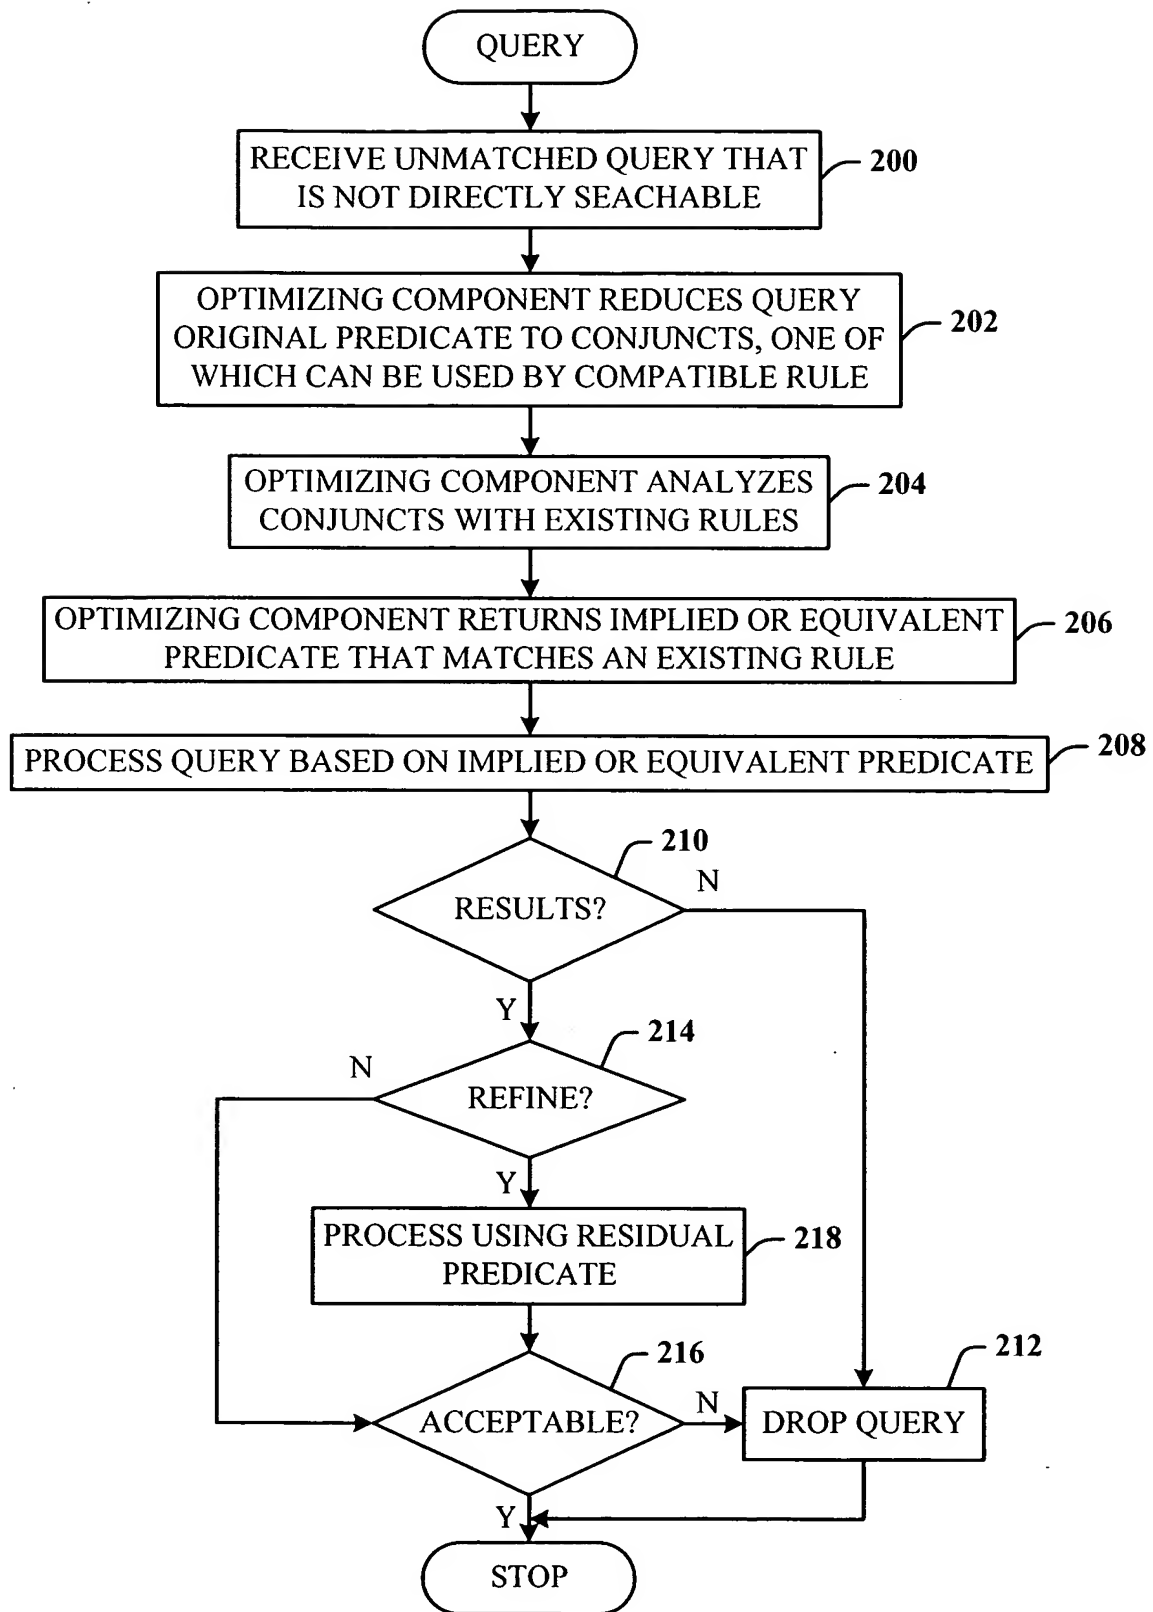 QUERY
RECEIVE UNMATCHED QUERY THAT
IS NOT DIRECTLY SEACHABLE
200
OPTIMIZING COMPONENT REDUCES QUERY
ORIGINAL PREDICATE TO CONJUNCTS, ONE OF
WHICH CAN BE USED BY COMPATIBLE RULE
202
OPTIMIZING COMPONENT ANALYZES
CONJUNCTS WITH EXISTING RULES
204
OPTIMIZING COMPONENT RETURNS IMPLIED OR EQUIVALENT
PREDICATE THAT MATCHES AN EXISTING RULE
206
PROCESS QUERY BASED ON IMPLIED OR EQUIVALENT PREDICATE
208
RESULTS?
210
N
Y
REFINE?
214
N
Y
PROCESS USING RESIDUAL
PREDICATE
218
ACCEPTABLE?
216
N
DROP QUERY
212
Y
STOP